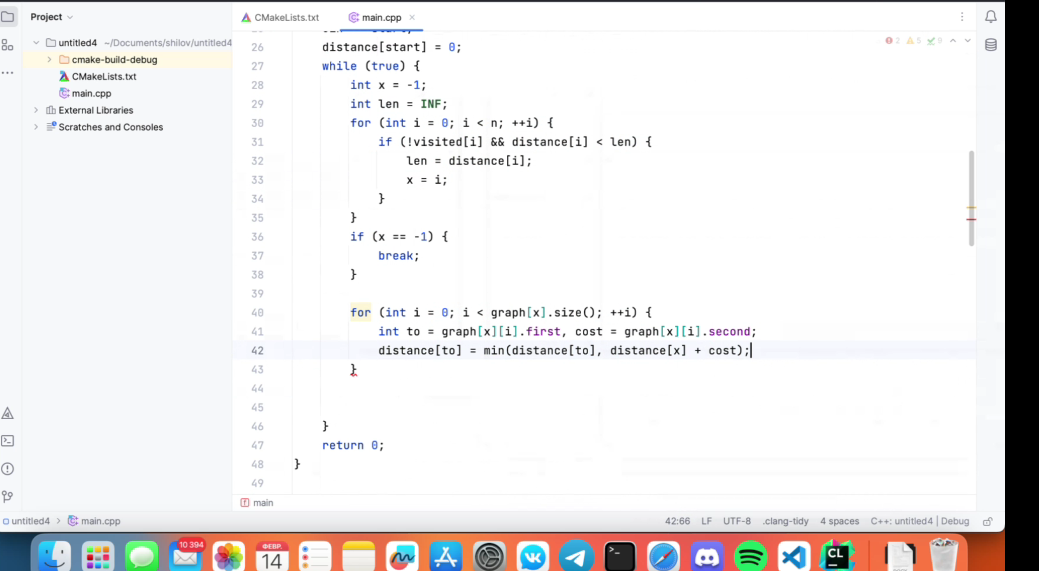 Project
CMakeLists.txt
main.cpp
untitled4 ~/Documents/shilov/untitled4
cmake-build-debug
CMakeLists.txt
main.cpp
External Libraries
Scratches and Consoles
2 5 9
26 distance[start] = 0;
27 while (true) {
28 int x = -1;
29 int len = INF;
30 for (int i = 0; i < n; ++i) {
31 if (!visited[i] && distance[i] < len) {
32 len = distance[i];
33 x = i;
34 }
35 }
36 if (x == -1) {
37 break;
38 }
39
40 for (int i = 0; i < graph[x].size(); ++i) {
41 int to = graph[x][i].first, cost = graph[x][i].second;
42 distance[to] = min(distance[to], distance[x] + cost);
43 }
44
45
46 }
47 return 0;
48 }
49
f main
untitled4 > main.cpp
42:66 LF UTF-8 .clang-tidy 4 spaces C++: untitled4 | Debug
10 394
ФЕВР.
14
CL